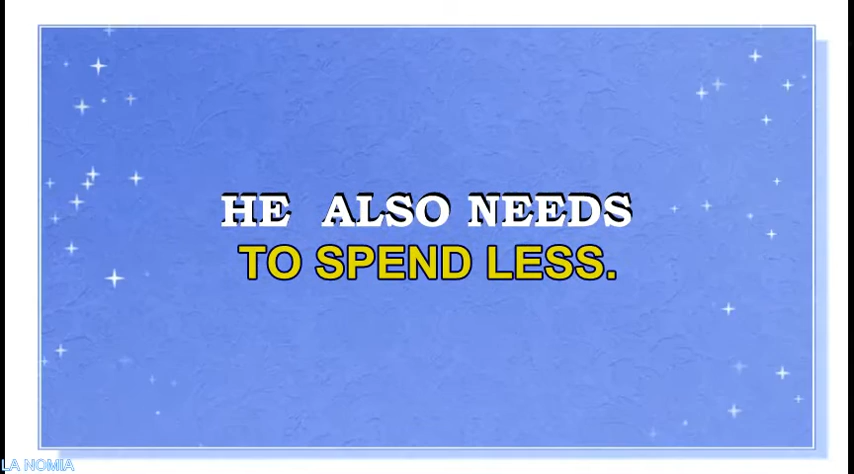 HE ALSO NEEDS
TO SPEND LESS.
LA NOMIA